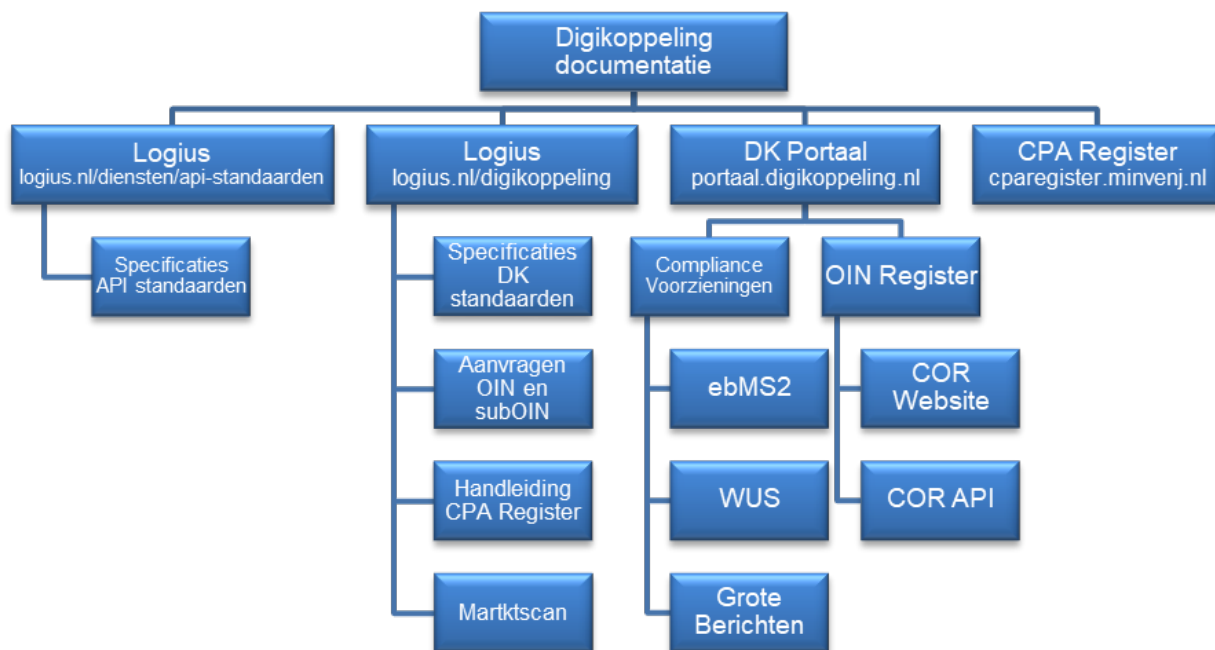 Digikoppeling
documentatie
Logius
logius.nl/diensten/api-standaarden
Specificaties
API standaarden
Logius
logius.nl/digikoppeling
Specificaties
DK
standaarden
Aanvragen
OIN en
subOIN
Handleiding
CPA Register
Martktscan
DK Portaal
portaal.digikoppeling.nl
Compliance
Voorzieningen
ebMS2
WUS
Grote
Berichten
OIN Register
COR
Website
COR API
CPA Register
cparegister.minvenj.nl